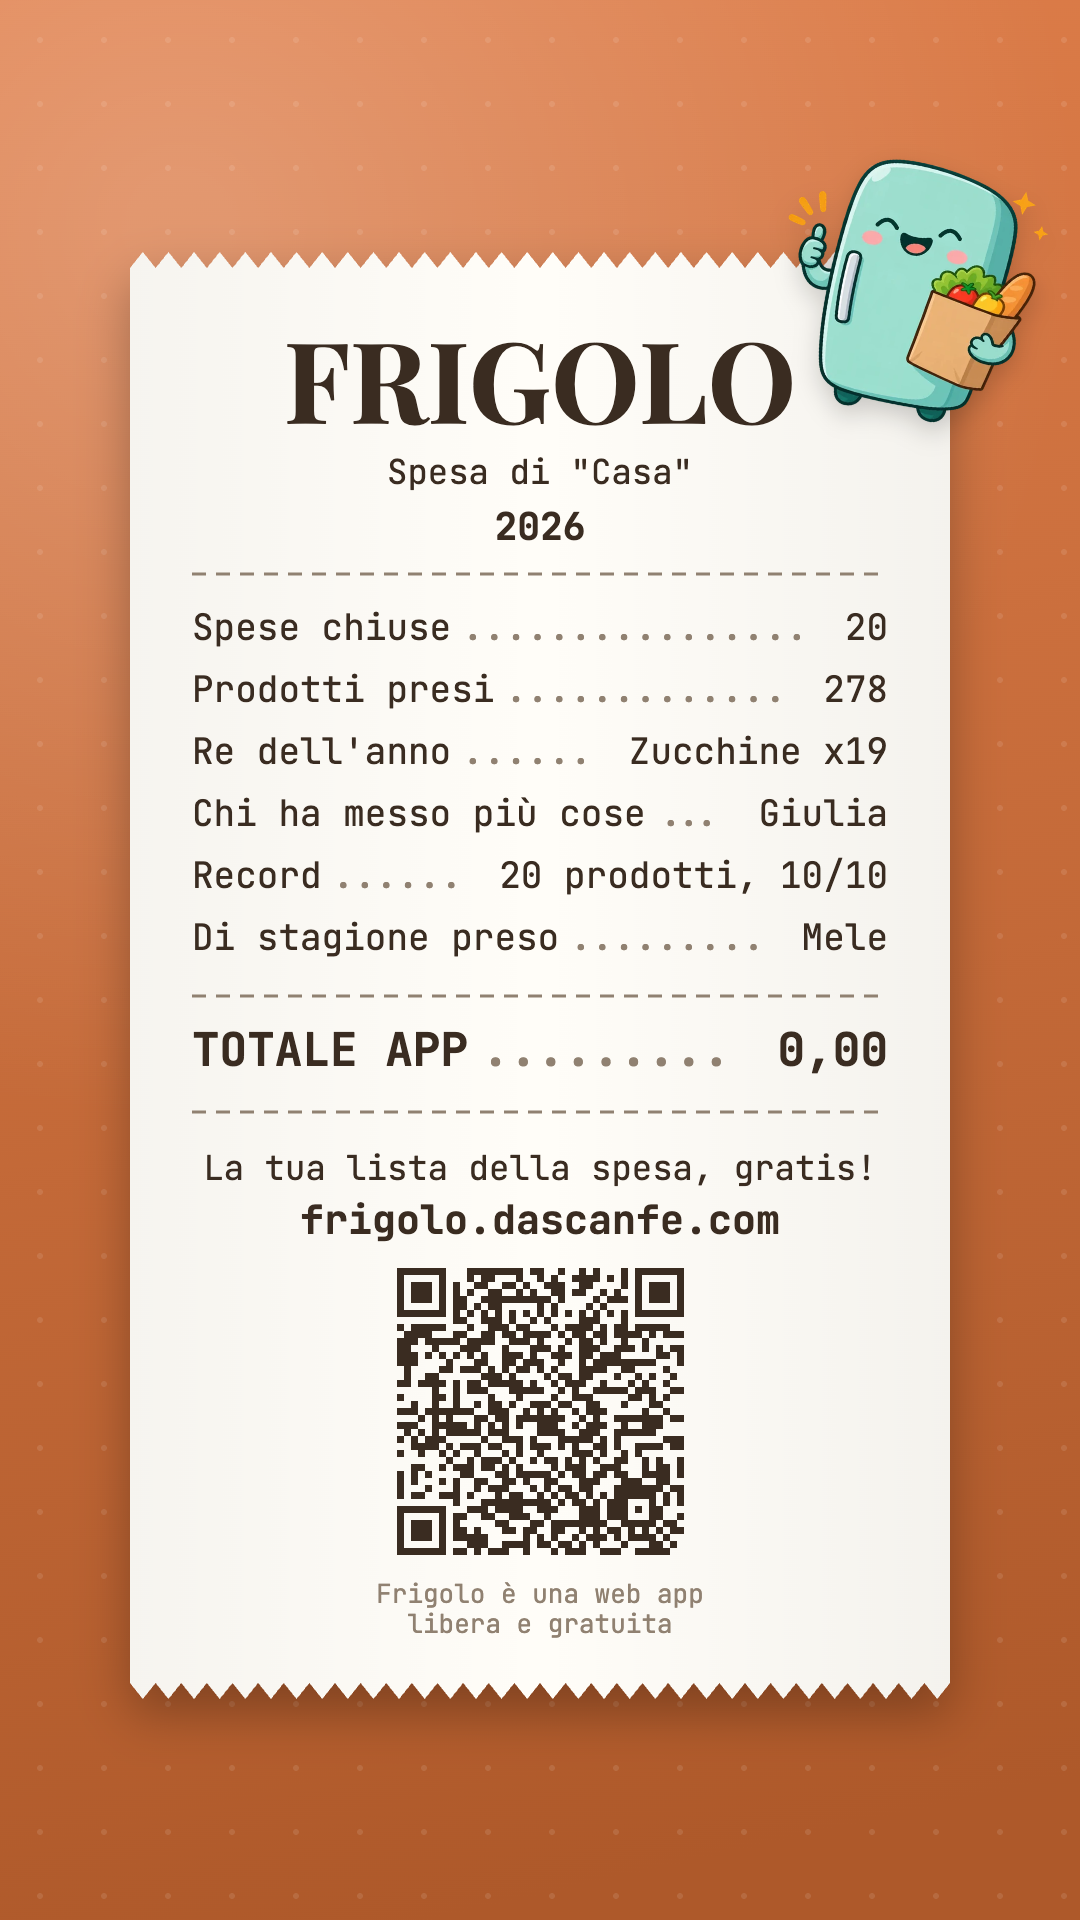 FRIGOLO
Spesa di "Casa"
2026
Spese chiuse ................ 20
Prodotti presi ............. 278
Re dell'anno ...... Zucchine x19
Chi ha messo più cose ... Giulia
Record ...... 20 prodotti, 10/10
Di stagione preso ......... Mele
TOTALE APP ......... 0,00
La tua lista della spesa, gratis!
frigolo.dascanfe.com
Frigolo è una web app
libera e gratuita